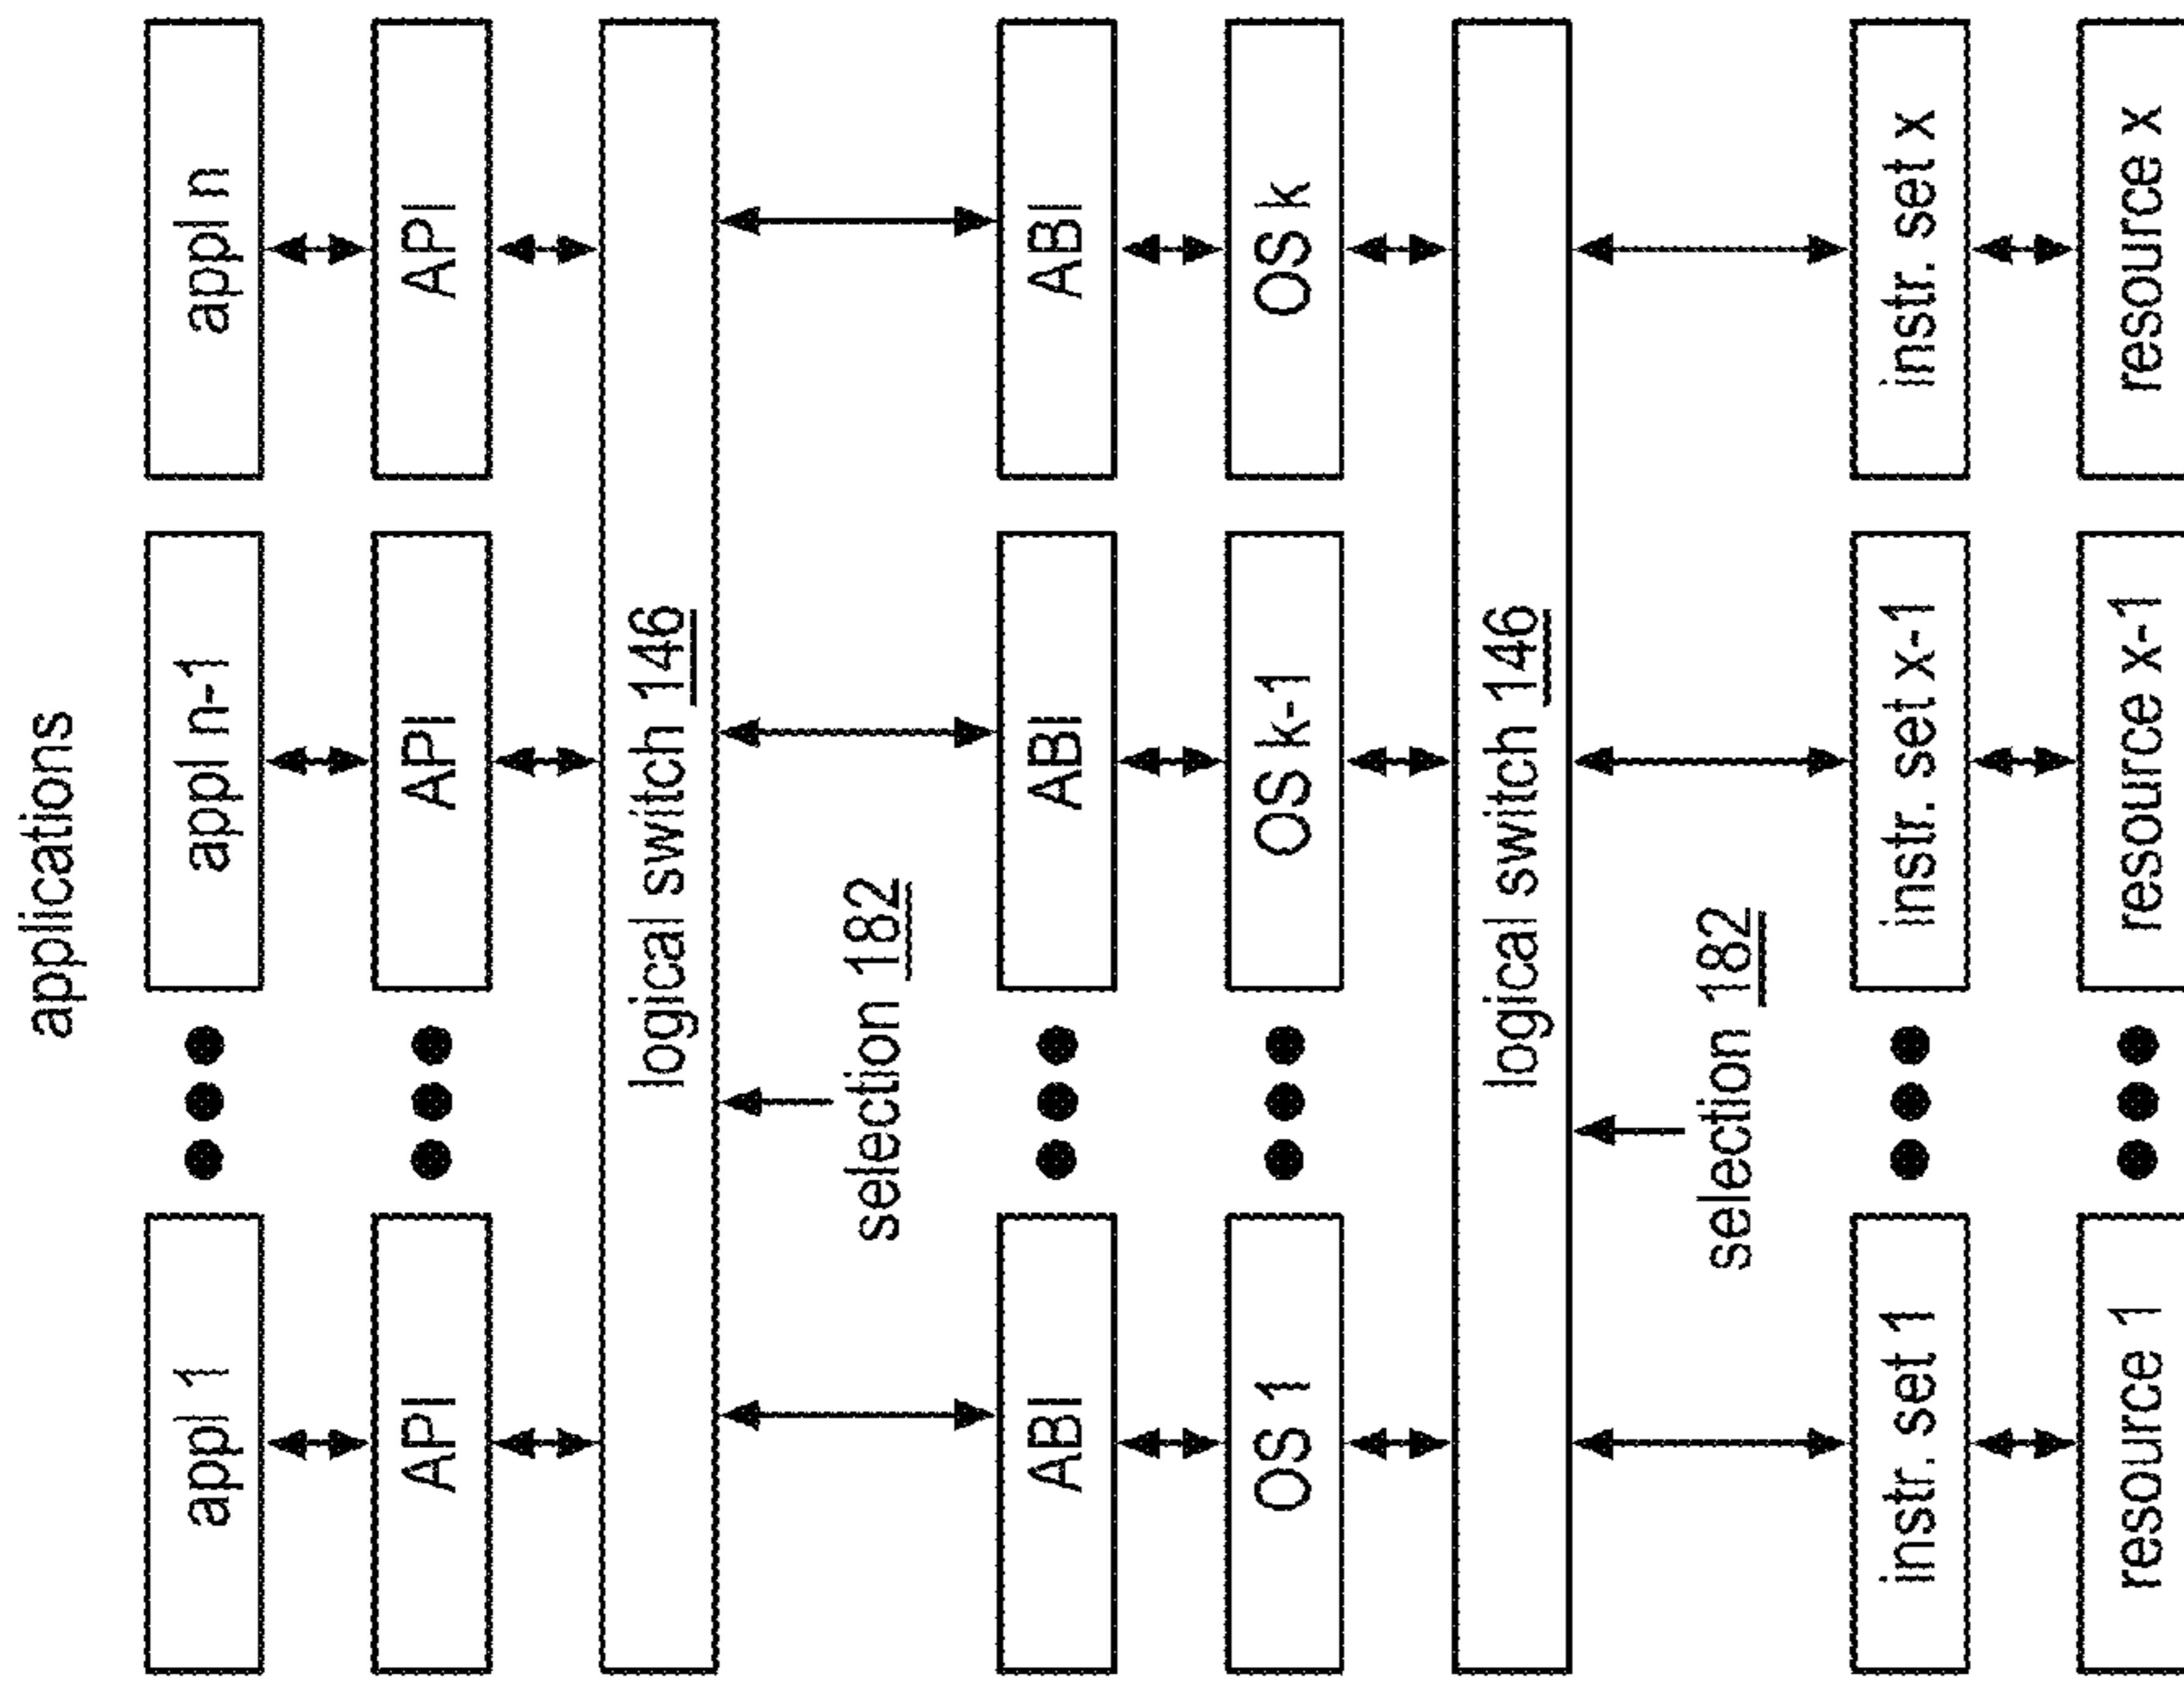 applications
appl 1
appl n-1
appl n
API
API
API
logical switch 146
selection 182
ABI
ABI
ABI
OS 1
OS k-1
OS k
logical switch 146
selection 182
instr. set 1
instr. set x-1
instr. set x
resource 1
resource x-1
resource x